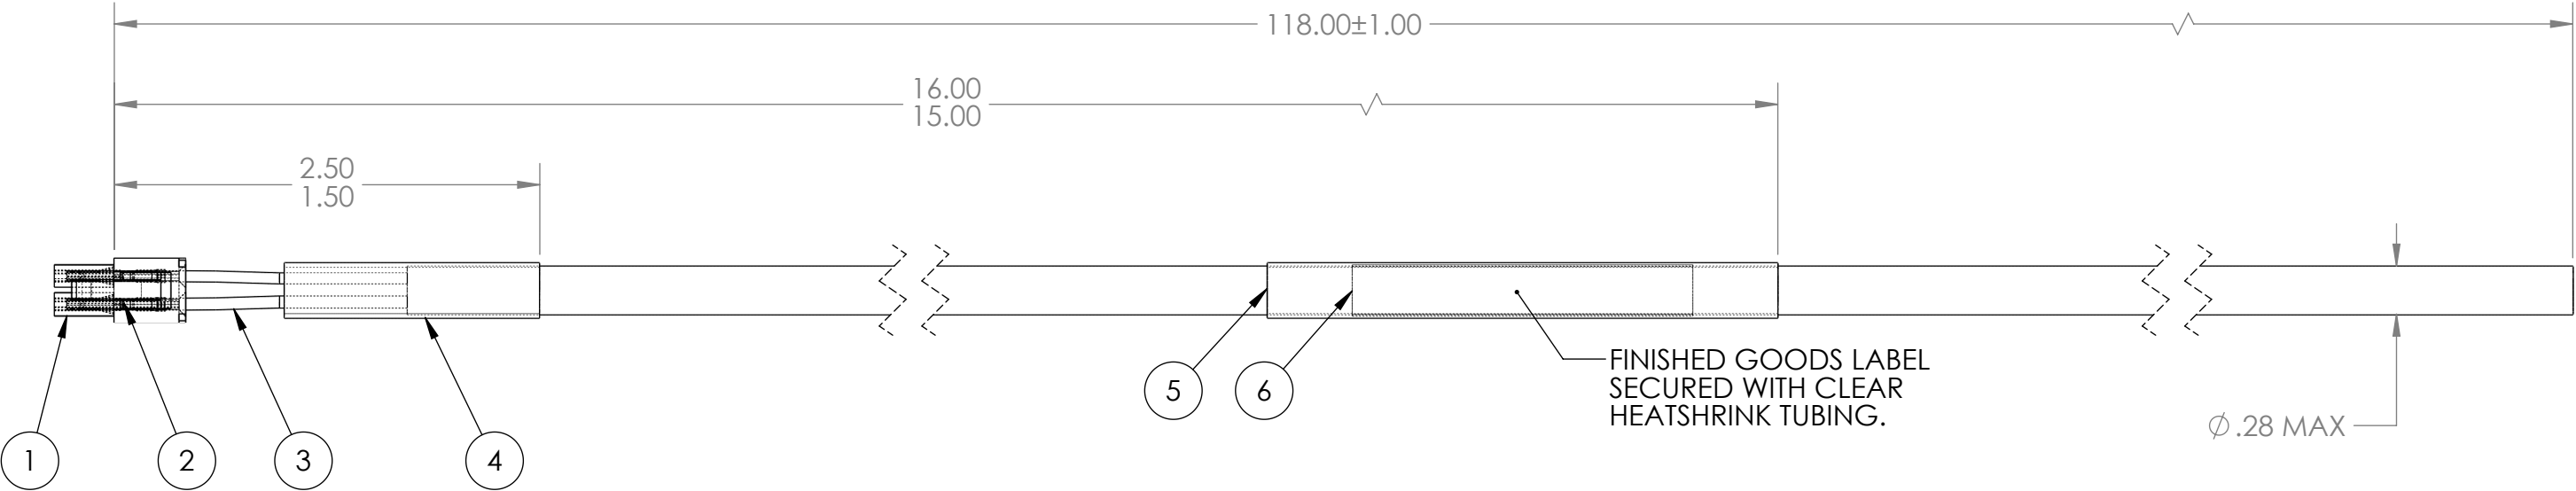 118.00±1.00
16.00
15.00
2.50
1.50
FINISHED GOODS LABEL
SECURED WITH CLEAR
HEATSHRINK TUBING.
5
6
∅.28 MAX
1
2
3
4